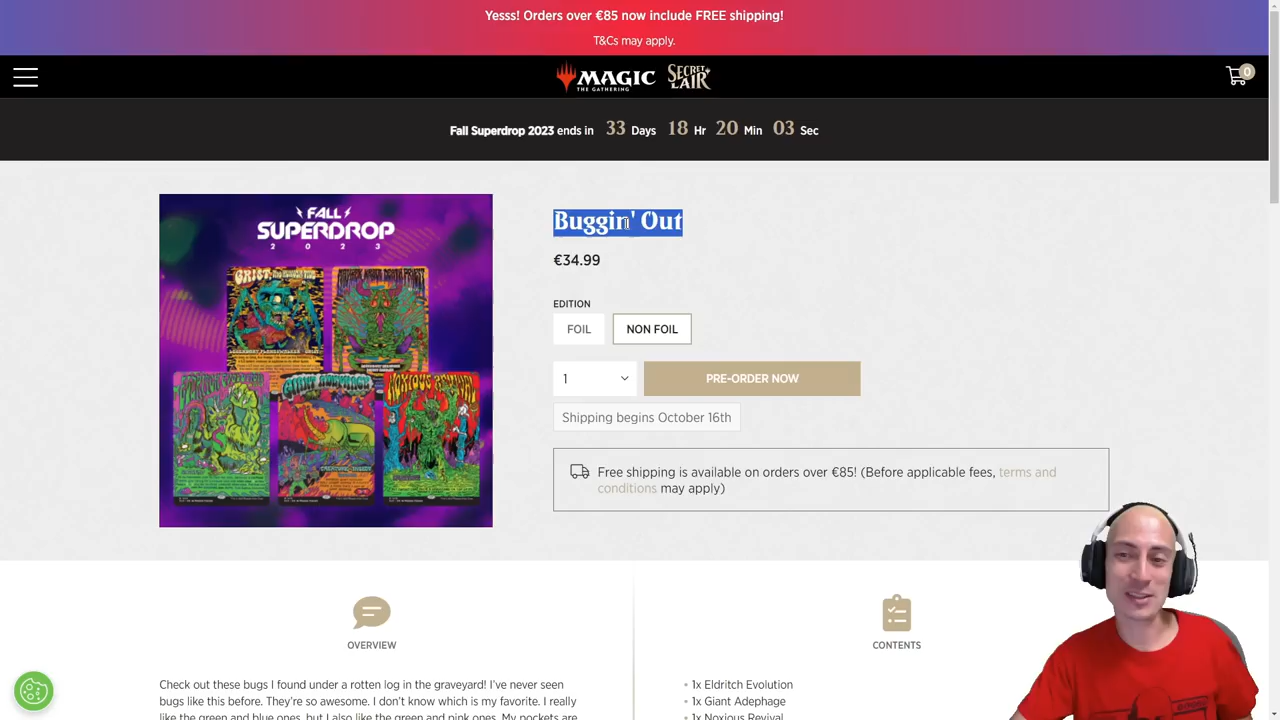 Yesss! Orders over €85 now include FREE shipping!
T&Cs may apply.
MAGIC
THE GATHERING
SECRET
LAIR
0
Fall Superdrop 2023 ends in 33 Days 18 Hr 20 Min 03 Sec
FALL
SUPERDROP
2023
Buggin' Out
€34.99
EDITION
FOIL
NON FOIL
1
PRE-ORDER NOW
Shipping begins October 16th
Free shipping is available on orders over €85! (Before applicable fees, terms and
conditions may apply)
OVERVIEW
CONTENTS
Check out these bugs I found under a rotten log in the graveyard! I've never seen
bugs like this before. They're so awesome. I don't know which is my favorite. I really
like the green and blue ones, but I also like the green and pink ones. My pockets are
1x Eldritch Evolution
1x Giant Adephage
1x Noxious Revival